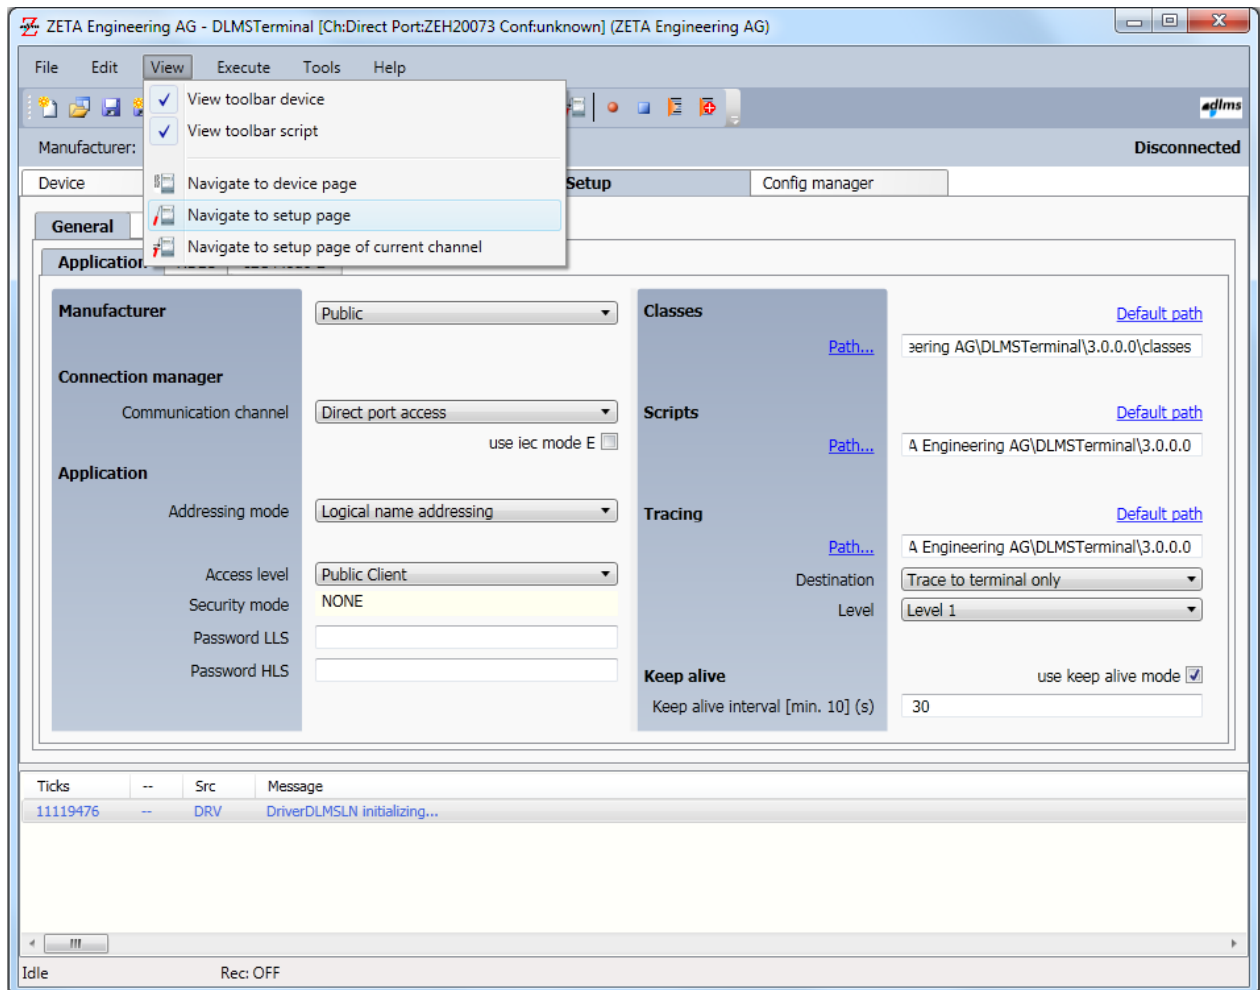 ZETA Engineering AG - DLMSTerminal [Ch:Direct Port:ZEH20073 Conf:unknown] (ZETA Engineering AG)
File Edit View Execute Tools Help
View toolbar device
View toolbar script
dlms
Manufacturer: Disconnected
Device Navigate to device page Setup Config manager
Navigate to setup page
General
Navigate to setup page of current channel
Application
Manufacturer Public Classes Default path
Path... eering AG\DLMSTerminal\3.0.0.0\classes
Connection manager
Communication channel Direct port access Scripts Default path
use iec mode E Path... A Engineering AG\DLMSTerminal\3.0.0.0
Application
Addressing mode Logical name addressing Tracing Default path
Path... A Engineering AG\DLMSTerminal\3.0.0.0
Access level Public Client Destination Trace to terminal only
Security mode NONE Level Level 1
Password LLS
Password HLS Keep alive use keep alive mode
Keep alive interval [min. 10] (s) 30
Ticks -- Src Message
11119476 -- DRV DriverDLMSLN initializing...
Idle Rec: OFF